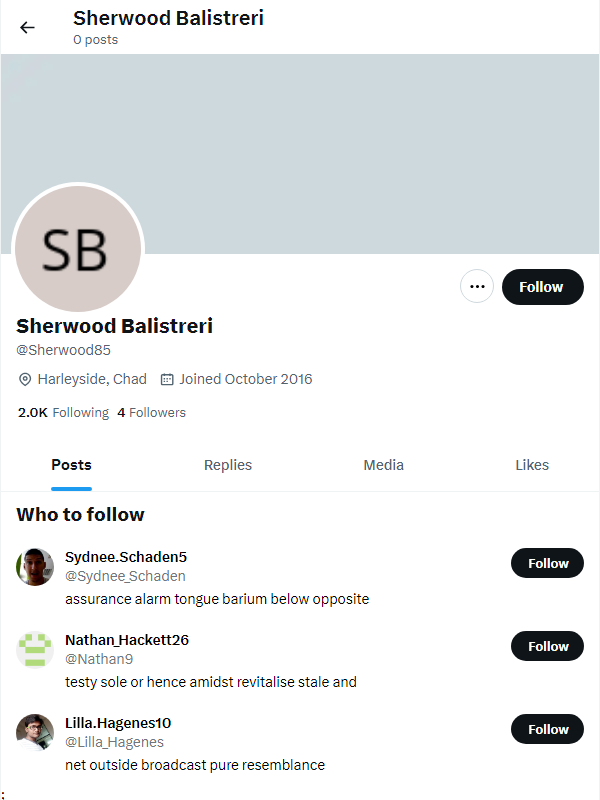 Sherwood Balistreri
0 posts
SB
Follow
Sherwood Balistreri
@Sherwood85
Harleyside, Chad Joined October 2016
2.0K Following 4 Followers
Posts Replies Media Likes
Who to follow
Sydnee.Schaden5
@Sydnee_Schaden
Follow
assurance alarm tongue barium below opposite
Nathan_Hackett26
@Nathan9
Follow
testy sole or hence amidst revitalise stale and
Lilla.Hagenes10
@Lilla_Hagenes
Follow
net outside broadcast pure resemblance
;